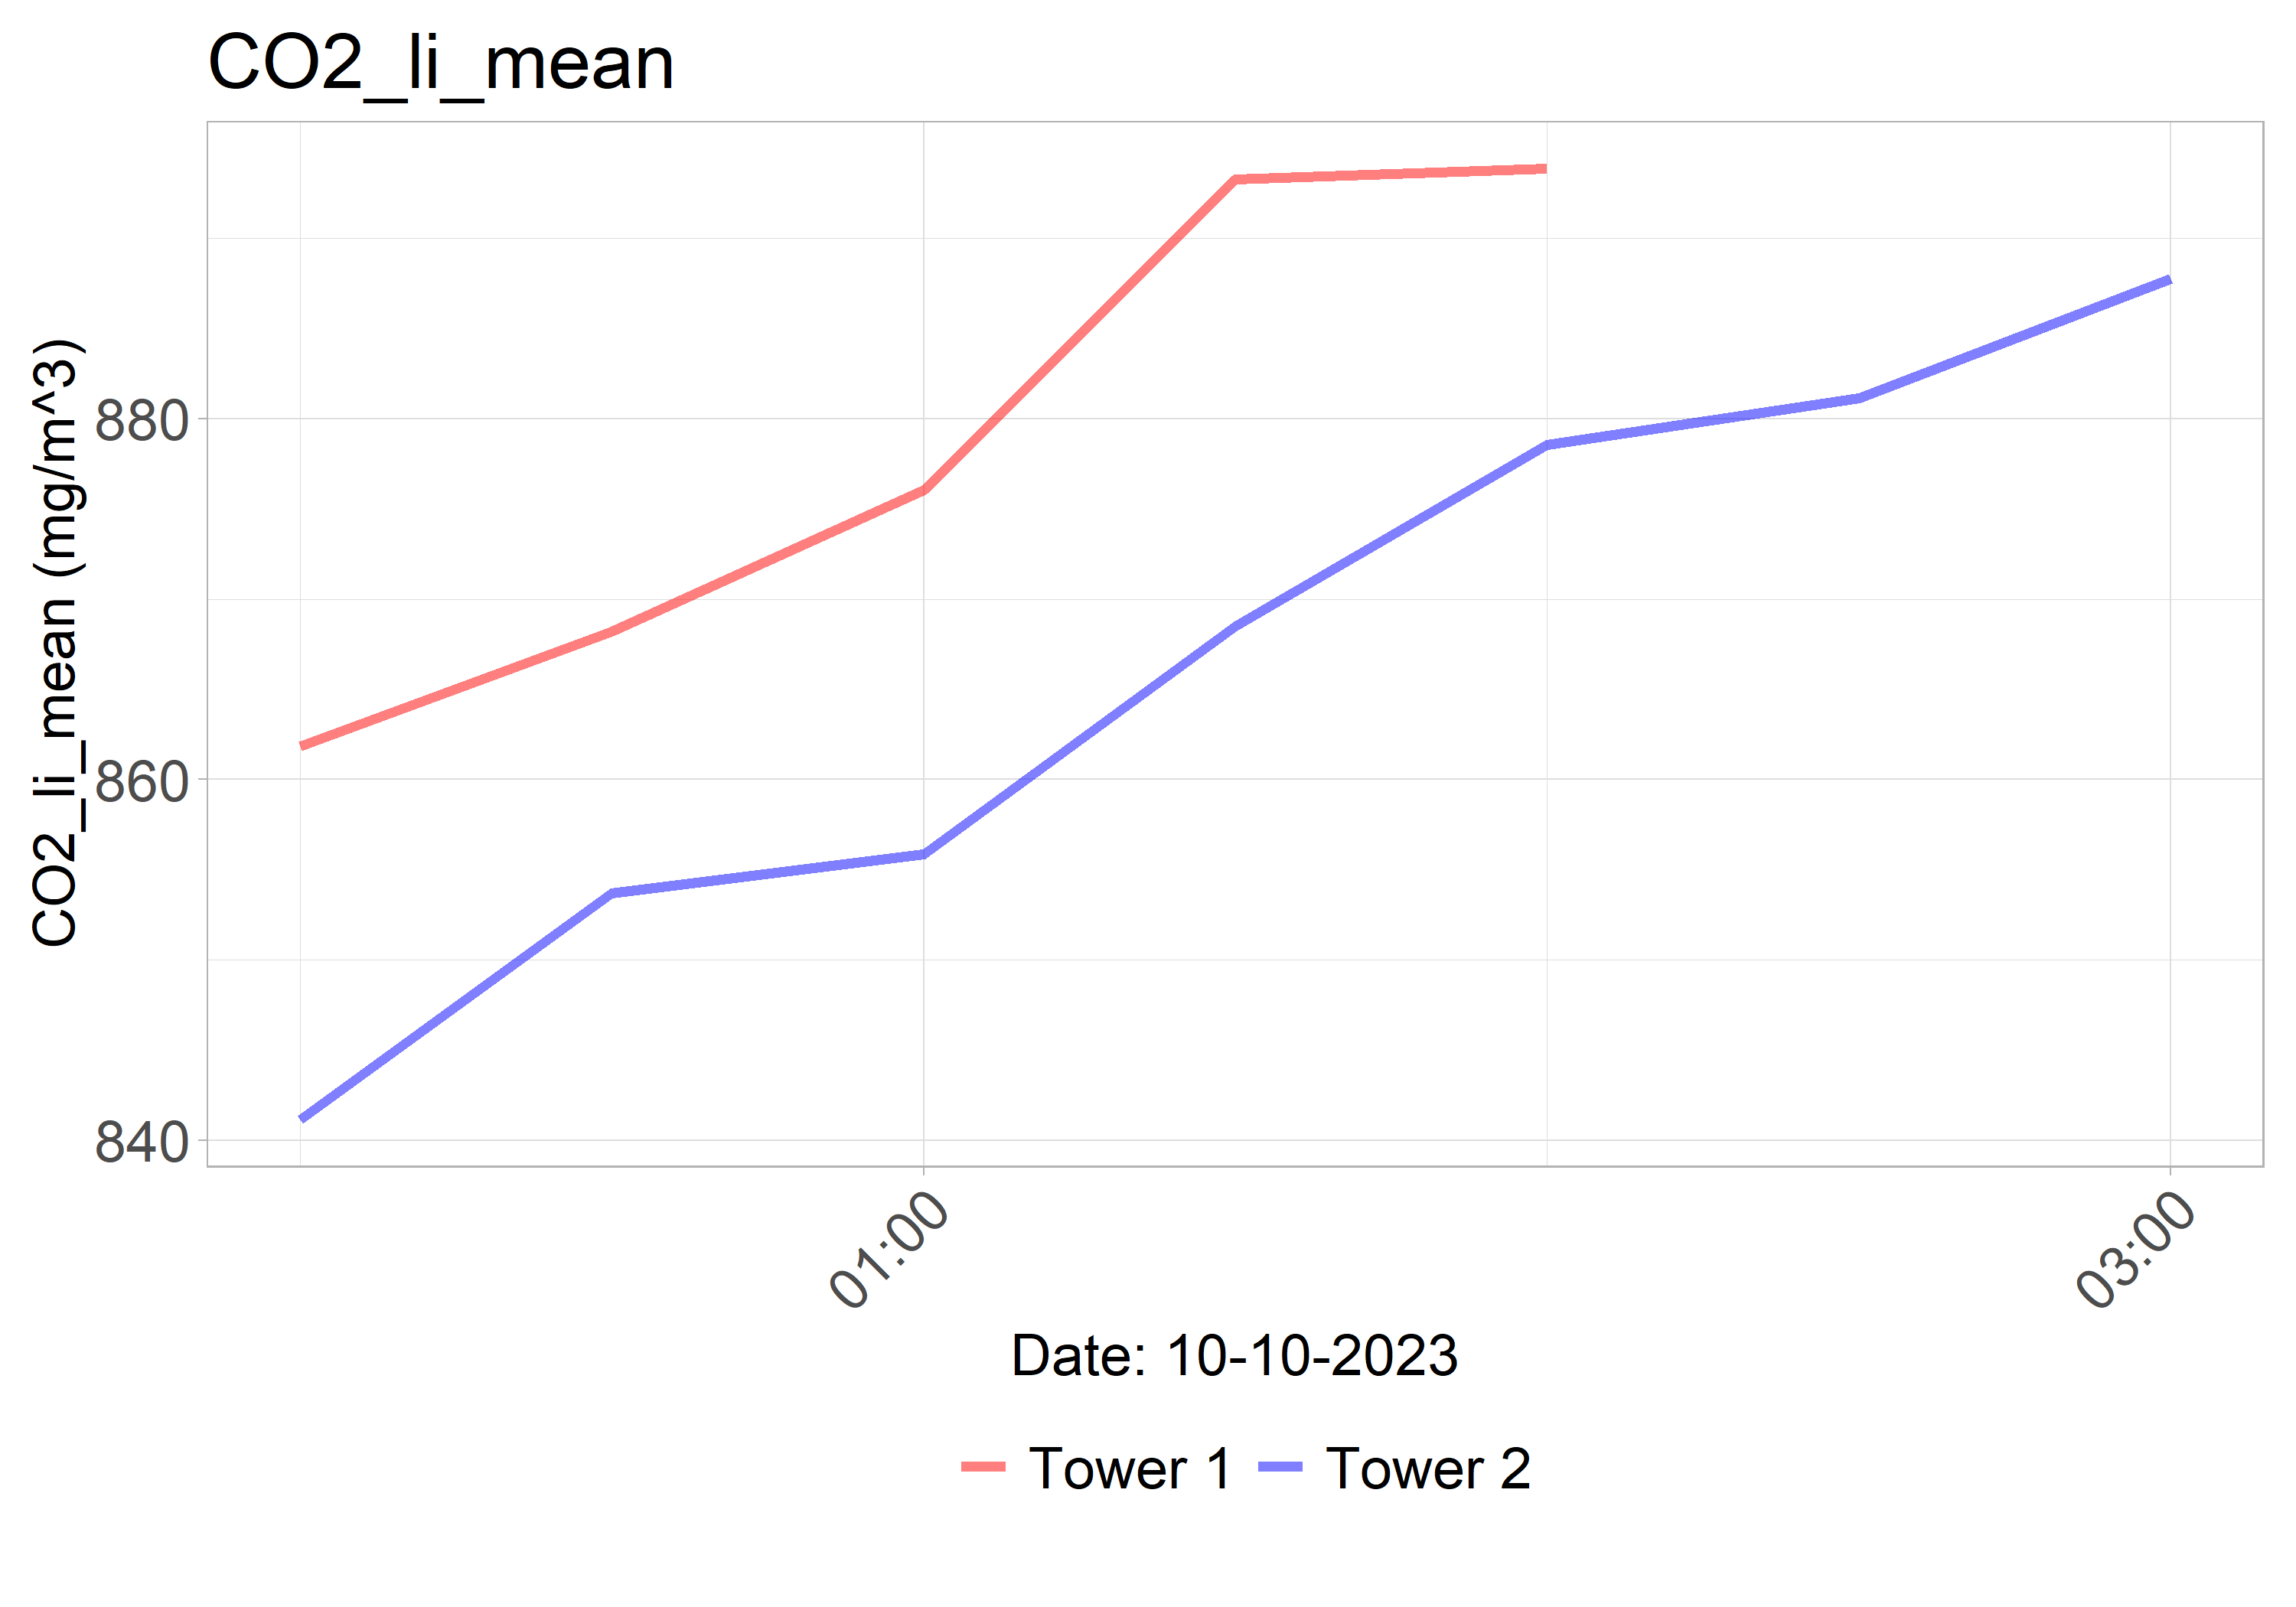 CO2_li_mean
CO2_li_mean (mg/m^3)
880
860
840
01:00
03:00
Date: 10-10-2023
Tower 1
Tower 2